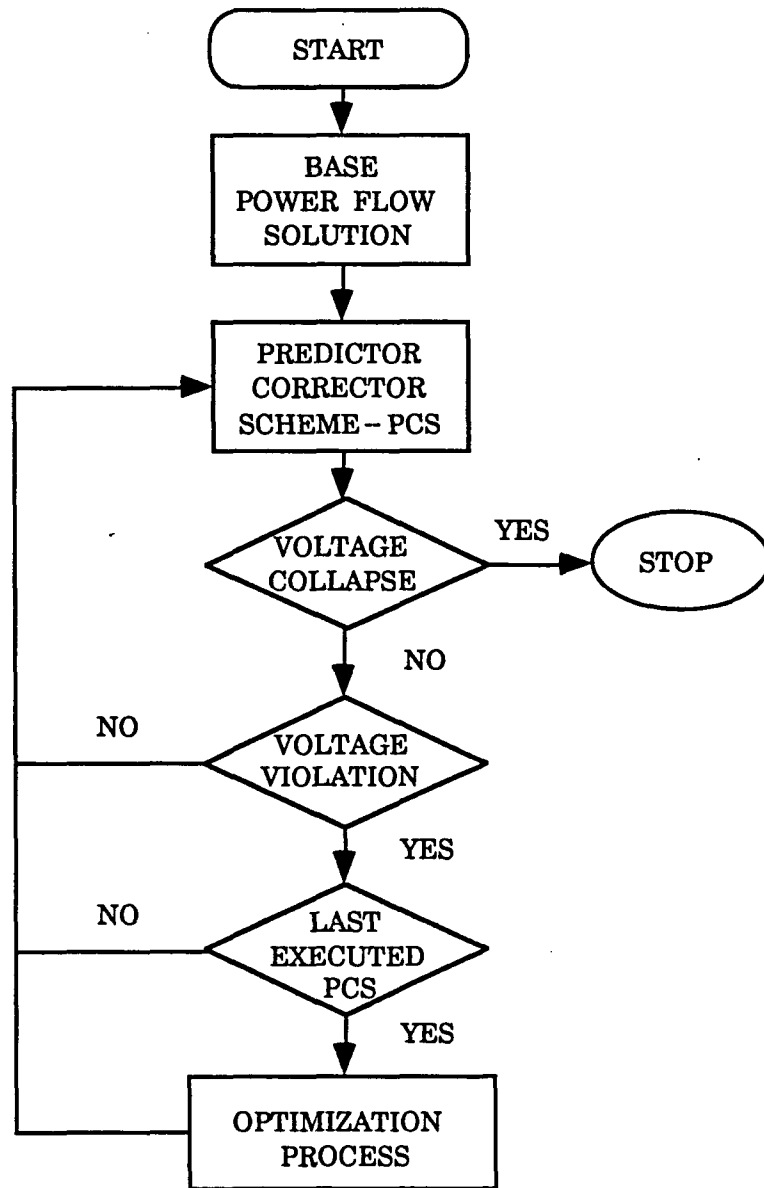 START
BASE
POWER FLOW
SOLUTION
PREDICTOR
CORRECTOR
SCHEME – PCS
VOLTAGE
COLLAPSE
YES
STOP
NO
NO
VOLTAGE
VIOLATION
YES
NO
LAST
EXECUTED
PCS
YES
OPTIMIZATION
PROCESS